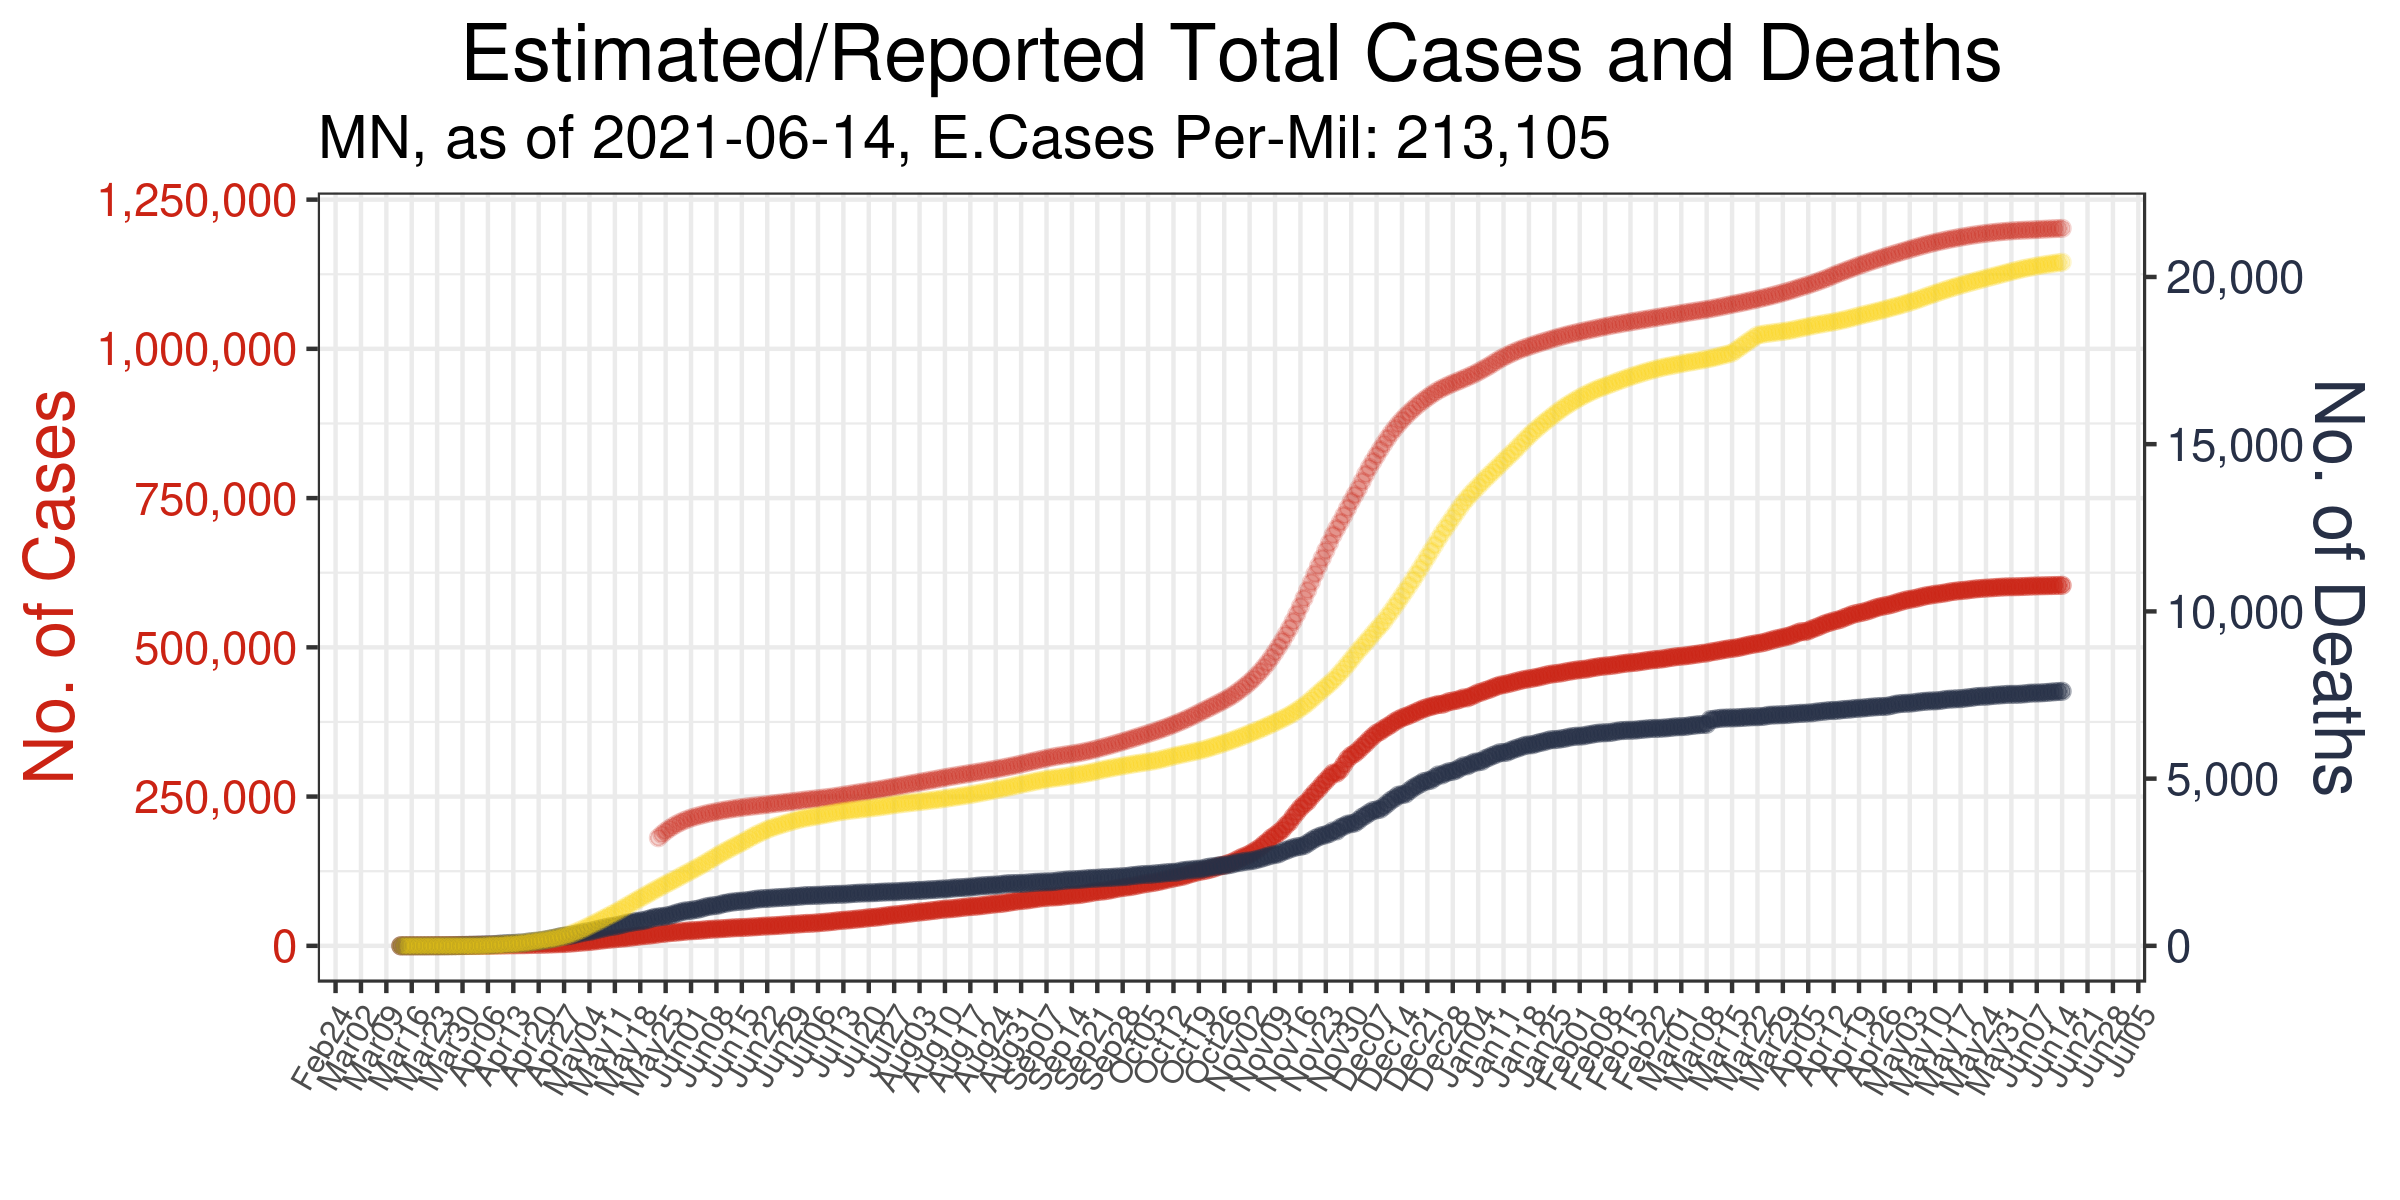 Estimated/Reported Total Cases and Deaths
MN, as of 2021-06-14, E.Cases Per-Mil: 213,105
No. of Cases
1,250,000
1,000,000
750,000
500,000
250,000
0
20,000
15,000
10,000
5,000
0
No. of Deaths
Feb24
Mar02
Mar09
Mar16
Mar23
Mar30
Apr06
Apr13
Apr20
Apr27
May04
May11
May18
May25
Jun01
Jun08
Jun15
Jun22
Jun29
Jul06
Jul13
Jul20
Jul27
Aug03
Aug10
Aug17
Aug24
Aug31
Sep07
Sep14
Sep21
Sep28
Oct05
Oct12
Oct19
Oct26
Nov02
Nov09
Nov16
Nov23
Nov30
Dec07
Dec14
Dec21
Dec28
Jan04
Jan11
Jan18
Jan25
Feb01
Feb08
Feb15
Feb22
Mar01
Mar08
Mar15
Mar22
Mar29
Apr05
Apr12
Apr19
Apr26
May03
May10
May17
May24
May31
Jun07
Jun14
Jun21
Jun28
Jul05